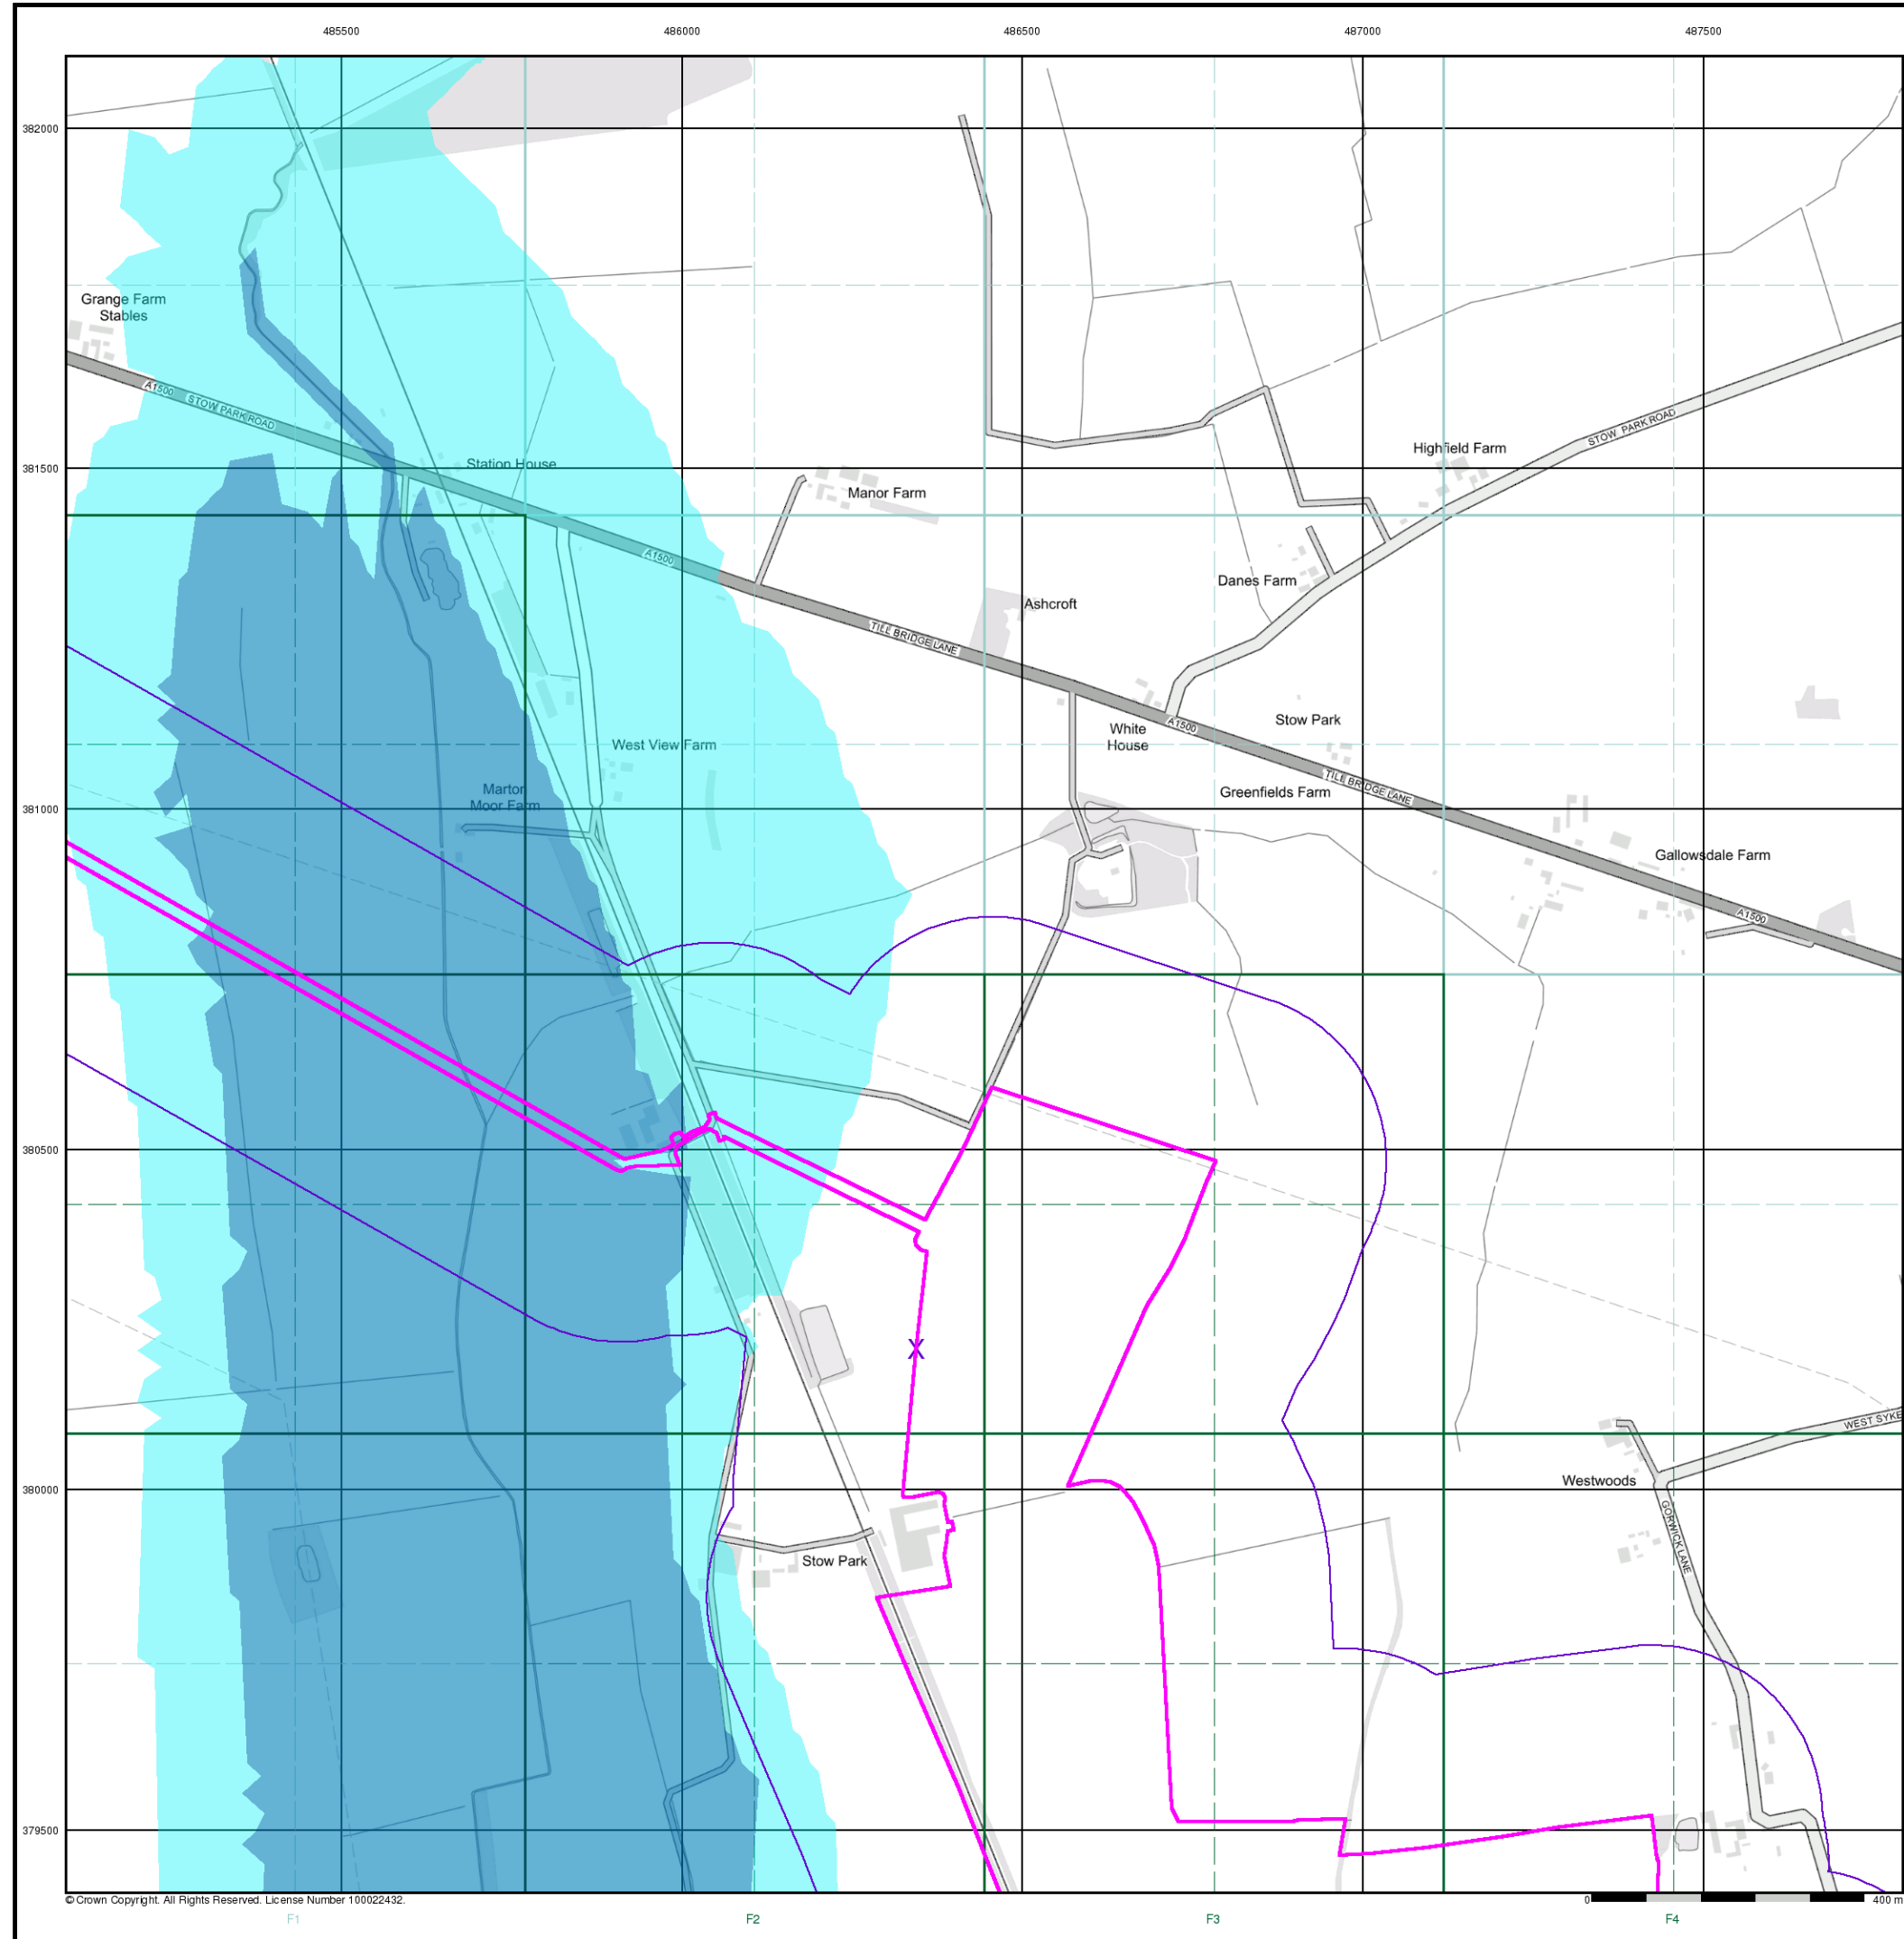 485500 486000 486500 487000 487500
382000
Grange Farm
Stables
A1500
STOW PARK ROAD
STOW PARK ROAD
Highfield Farm
Station House
381500
Manor Farm
A1500
Danes Farm
Ashcroft
TILL BRIDGE LANE
Stow Park
A1500
White
House
West View Farm
TILL BRIDGE LANE
Marton
Moor Farm
Greenfields Farm
381000
Gallowsdale Farm
A1500
380500
X
WEST SYKE
Westwoods
380000
GORWICK LANE
Stow Park
379500
© Crown Copyright. All Rights Reserved. License Number 100022432.
0 400 m
F1 F2 F3 F4